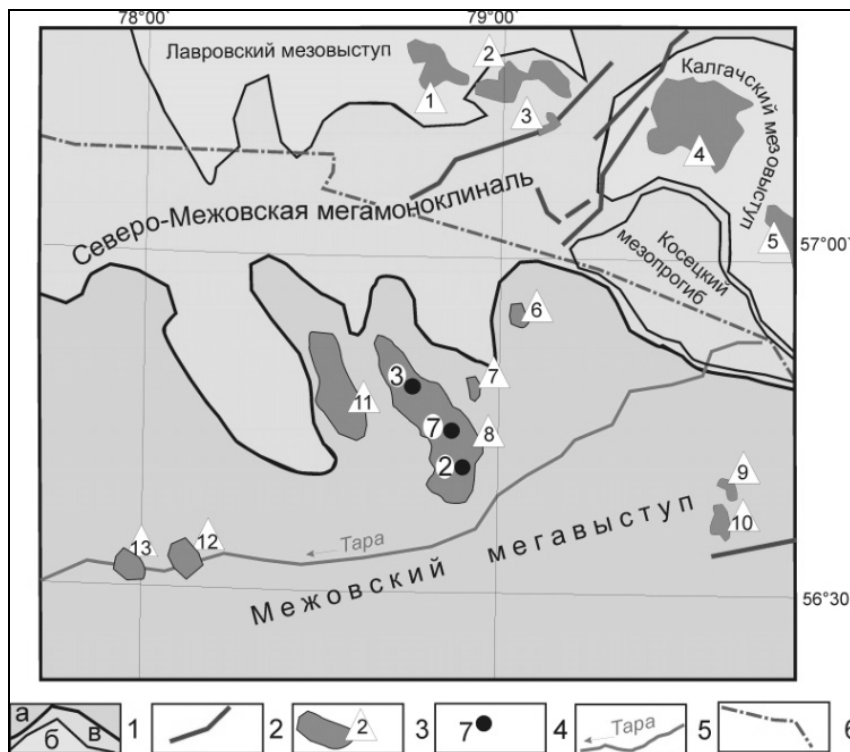 78°00`
79°00`
Лавровский мезовыступ
2
1
3
Калгачский мезовыступ
4
5
Северо-Межовская мегамоноклиналь
57°00`
Косецкий
мезопрогиб
6
3
7
11
7
8
2
9
10
Тара
Межовский мегавыступ
13
12
56°30`
а
б
в
1
2
2
3
7
4
Тара
5
6